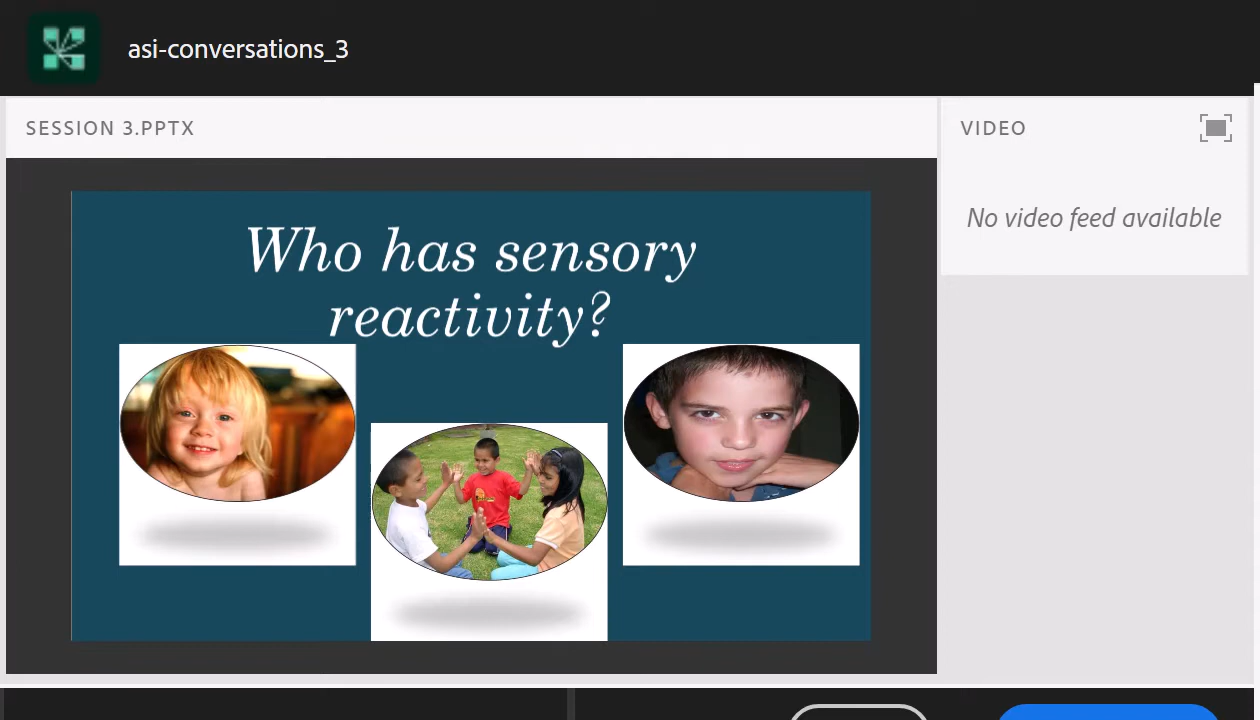 asi-conversations_3
SESSION 3.PPTX
VIDEO
No video feed available
Who has sensory
reactivity?